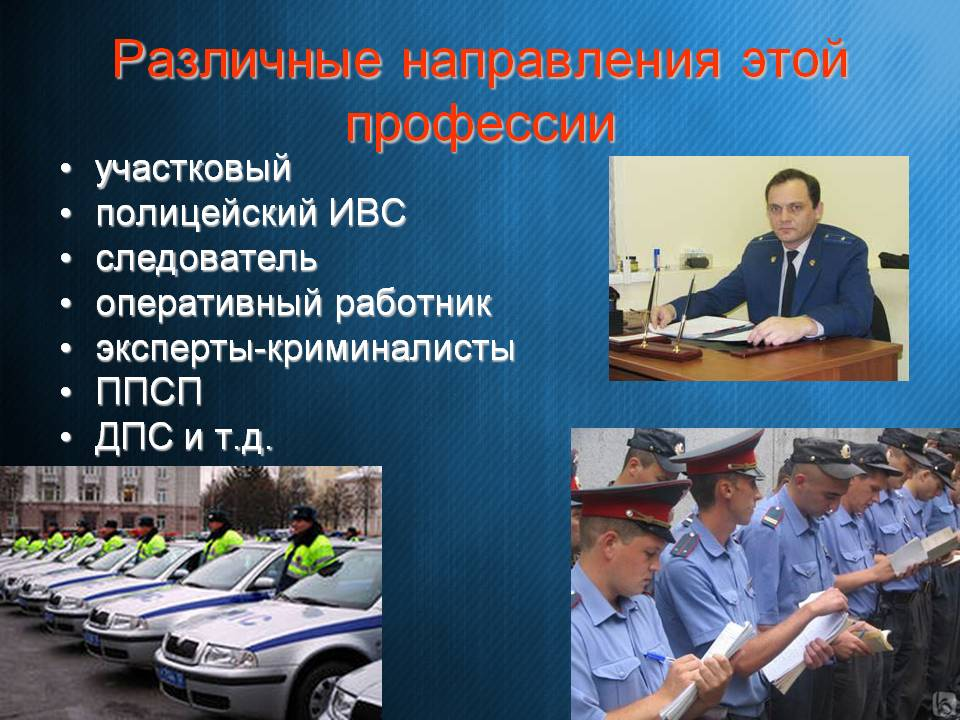 Различные направления этой
профессии
• участковый
• полицейский ИВС
• следователь
• оперативный работник
• эксперты-криминалисты
• ППСП
• ДПС и т.д.